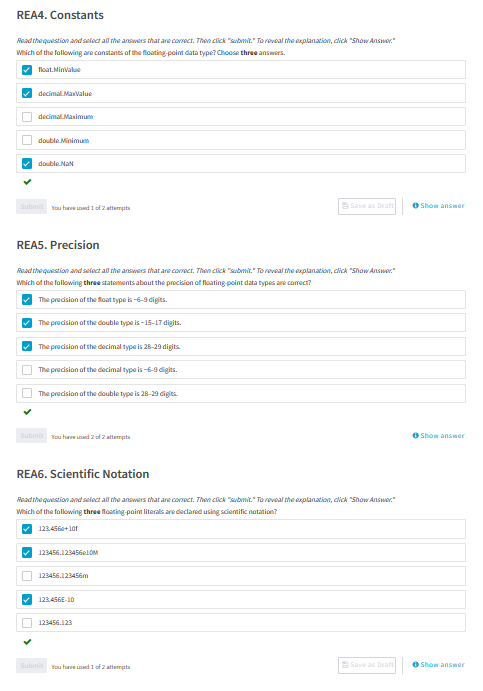 REA4. Constants
Read the question and select all the answers that are correct. Then click "submit." To reveal the explanation, click "Show Answer."
Which of the following are constants of the floating-point data type? Choose three answers.
float.MinValue
decimal.MaxValue
decimal.Maximum
double.Minimum
double.NaN
Submit You have used 1 of 2 attempts Save as Draft Show answer
REA5. Precision
Read the question and select all the answers that are correct. Then click "submit." To reveal the explanation, click "Show Answer."
Which of the following three statements about the precision of floating-point data types are correct?
The precision of the float type is ~6-9 digits.
The precision of the double type is ~15-17 digits.
The precision of the decimal type is 28-29 digits.
The precision of the decimal type is ~6-9 digits.
The precision of the double type is 28-29 digits.
Submit You have used 2 of 2 attempts Show answer
REA6. Scientific Notation
Read the question and select all the answers that are correct. Then click "submit." To reveal the explanation, click "Show Answer."
Which of the following three floating-point literals are declared using scientific notation?
123.456e+10f
123456.123456e10M
123456.123456m
123.456E-10
123456.123
Submit You have used 1 of 2 attempts Save as Draft Show answer